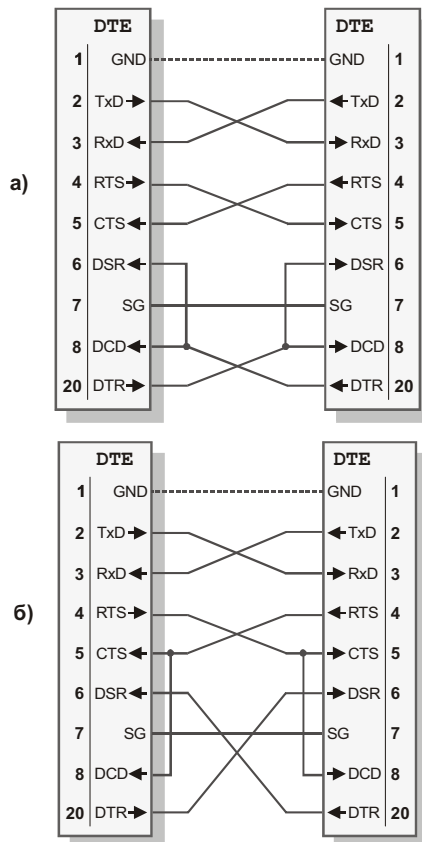 DTE DTE
1 GND GND 1
2 TxD TxD 2
3 RxD RxD 3
а) 4 RTS RTS 4
5 CTS CTS 5
6 DSR DSR 6
7 SG SG 7
8 DCD DCD 8
20 DTR DTR 20
DTE DTE
1 GND GND 1
2 TxD TxD 2
3 RxD RxD 3
б) 4 RTS RTS 4
5 CTS CTS 5
6 DSR DSR 6
7 SG SG 7
8 DCD DCD 8
20 DTR DTR 20